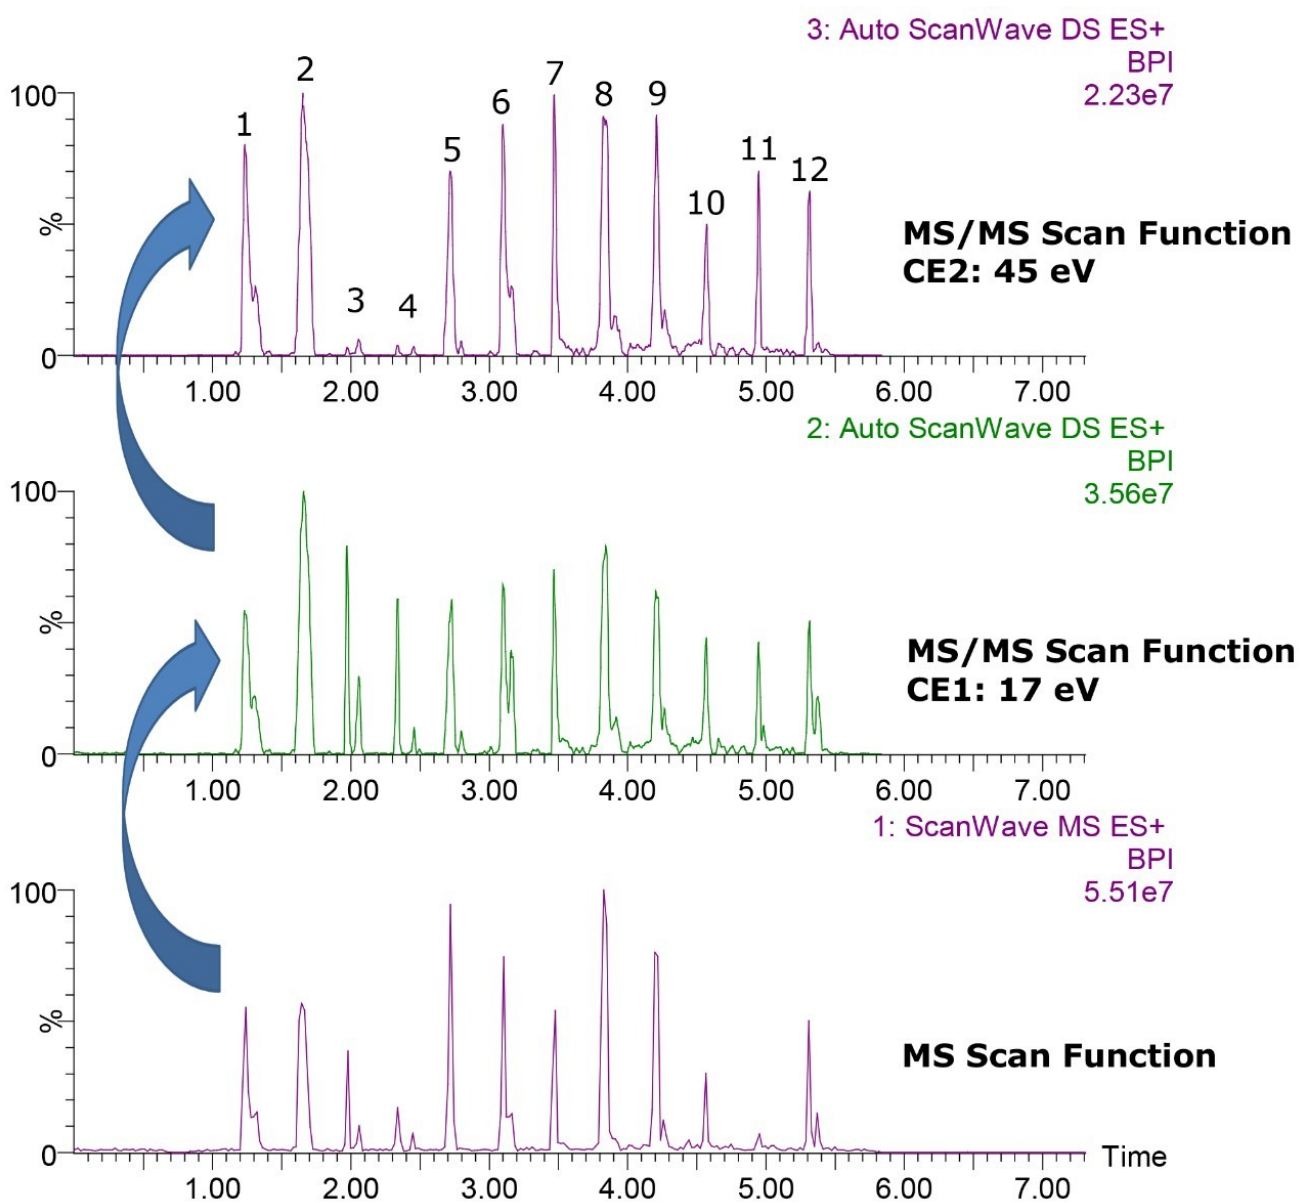 3: Auto ScanWave DS ES+
BPI
2.23e7
100
%
0
1 2 3 4 5 6 7 8 9 10 11 12
MS/MS Scan Function
CE2: 45 eV
1.00 2.00 3.00 4.00 5.00 6.00 7.00
2: Auto ScanWave DS ES+
BPI
3.56e7
100
%
0
MS/MS Scan Function
CE1: 17 eV
1.00 2.00 3.00 4.00 5.00 6.00 7.00
1: ScanWave MS ES+
BPI
5.51e7
100
%
0
MS Scan Function
Time
1.00 2.00 3.00 4.00 5.00 6.00 7.00